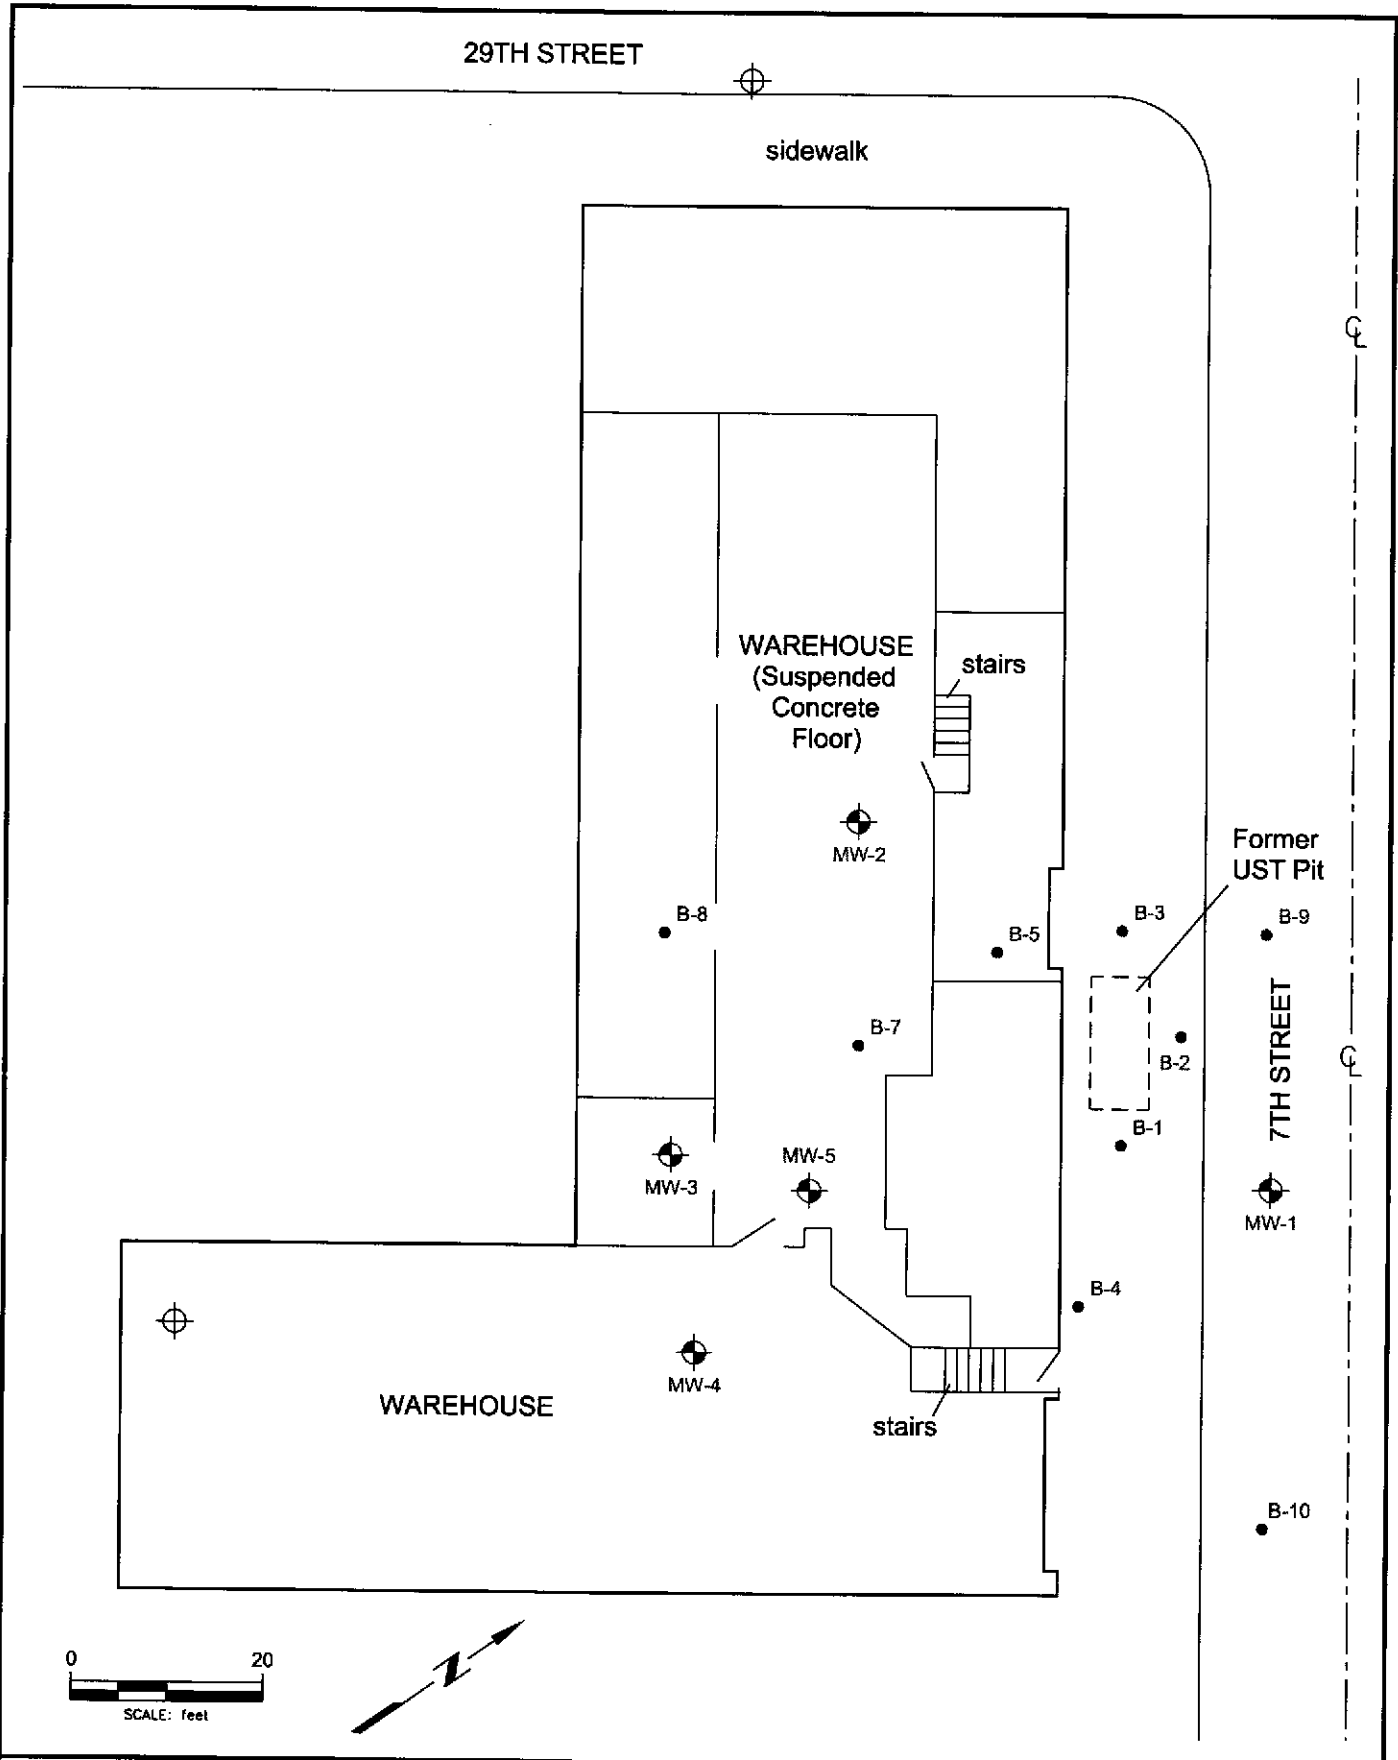 29TH STREET
sidewalk
CL
WAREHOUSE
(Suspended
Concrete
Floor)
stairs
MW-2
Former
UST Pit
B-8
B-3
B-9
B-5
B-7
B-2
7TH STREET
CL
B-1
MW-5
MW-3
MW-1
B-4
MW-4
WAREHOUSE
stairs
B-10
N
0 20
SCALE: feet